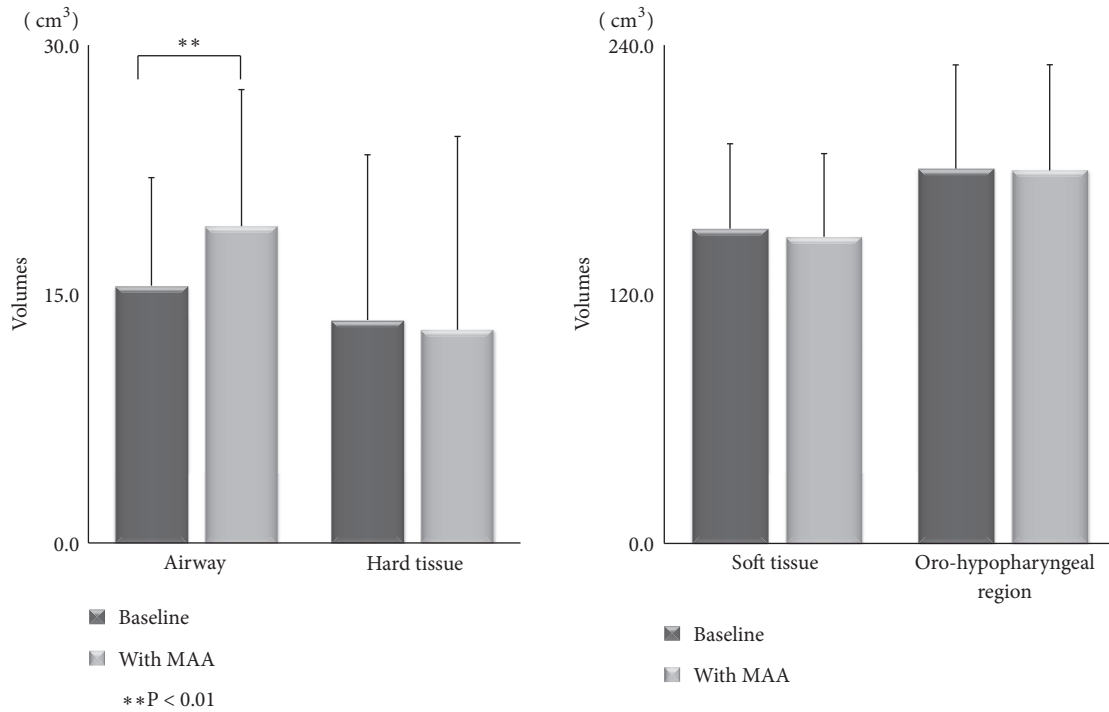 ( cm³)
30.0
**
Volumes
15.0
0.0
Airway
Hard tissue
Baseline
With MAA
**P < 0.01
( cm³)
240.0
Volumes
120.0
0.0
Soft tissue
Oro-hypopharyngeal
region
Baseline
With MAA